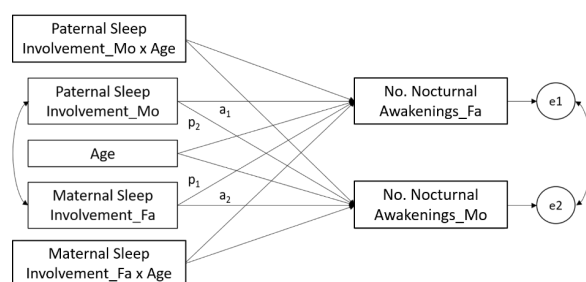 Paternal Sleep
Involvement_Mo x Age
Paternal Sleep
Involvement_Mo
Age
Maternal Sleep
Involvement_Fa
Maternal Sleep
Involvement_Fa x Age
a1
p2
p1
a2
No. Nocturnal
Awakenings_Fa
No. Nocturnal
Awakenings_Mo
e1
e2